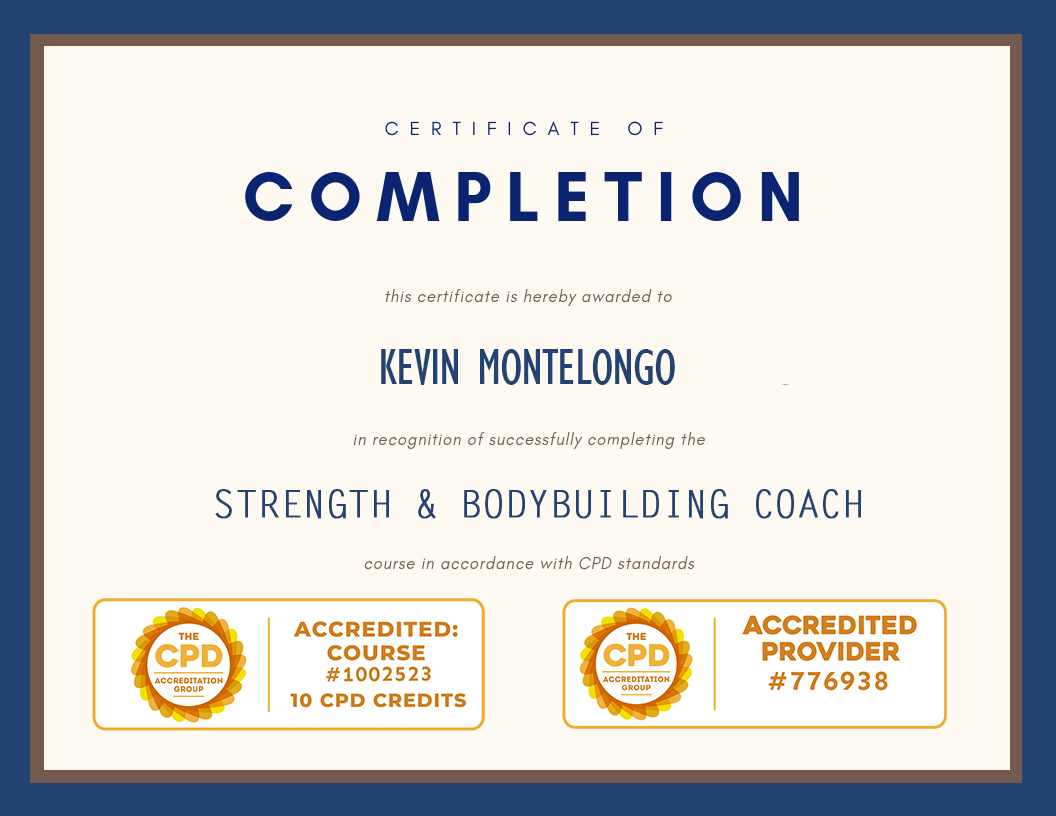 CERTIFICATE OF
COMPLETION
this certificate is hereby awarded to
KEVIN MONTELONGO
in recognition of successfully completing the
STRENGTH & BODYBUILDING COACH
course in accordance with CPD standards
THE
CPD
ACCREDITATION
GROUP
ACCREDITED:
COURSE
#1002523
10 CPD CREDITS
THE
CPD
ACCREDITATION
GROUP
ACCREDITED
PROVIDER
#776938